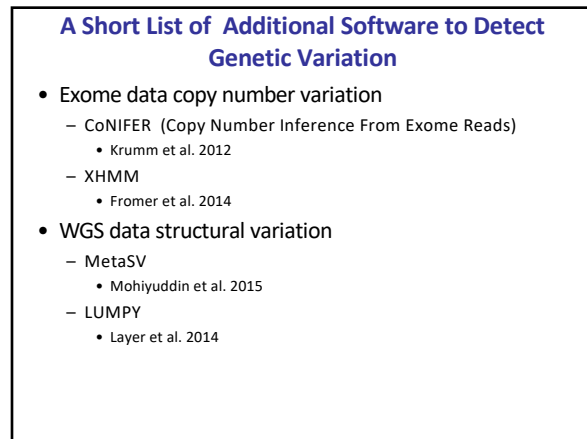 A Short List of Additional Software to Detect
Genetic Variation
• Exome data copy number variation
– CoNIFER (Copy Number Inference From Exome Reads)
• Krumm et al. 2012
– XHMM
• Fromer et al. 2014
• WGS data structural variation
– MetaSV
• Mohiyuddin et al. 2015
– LUMPY
• Layer et al. 2014